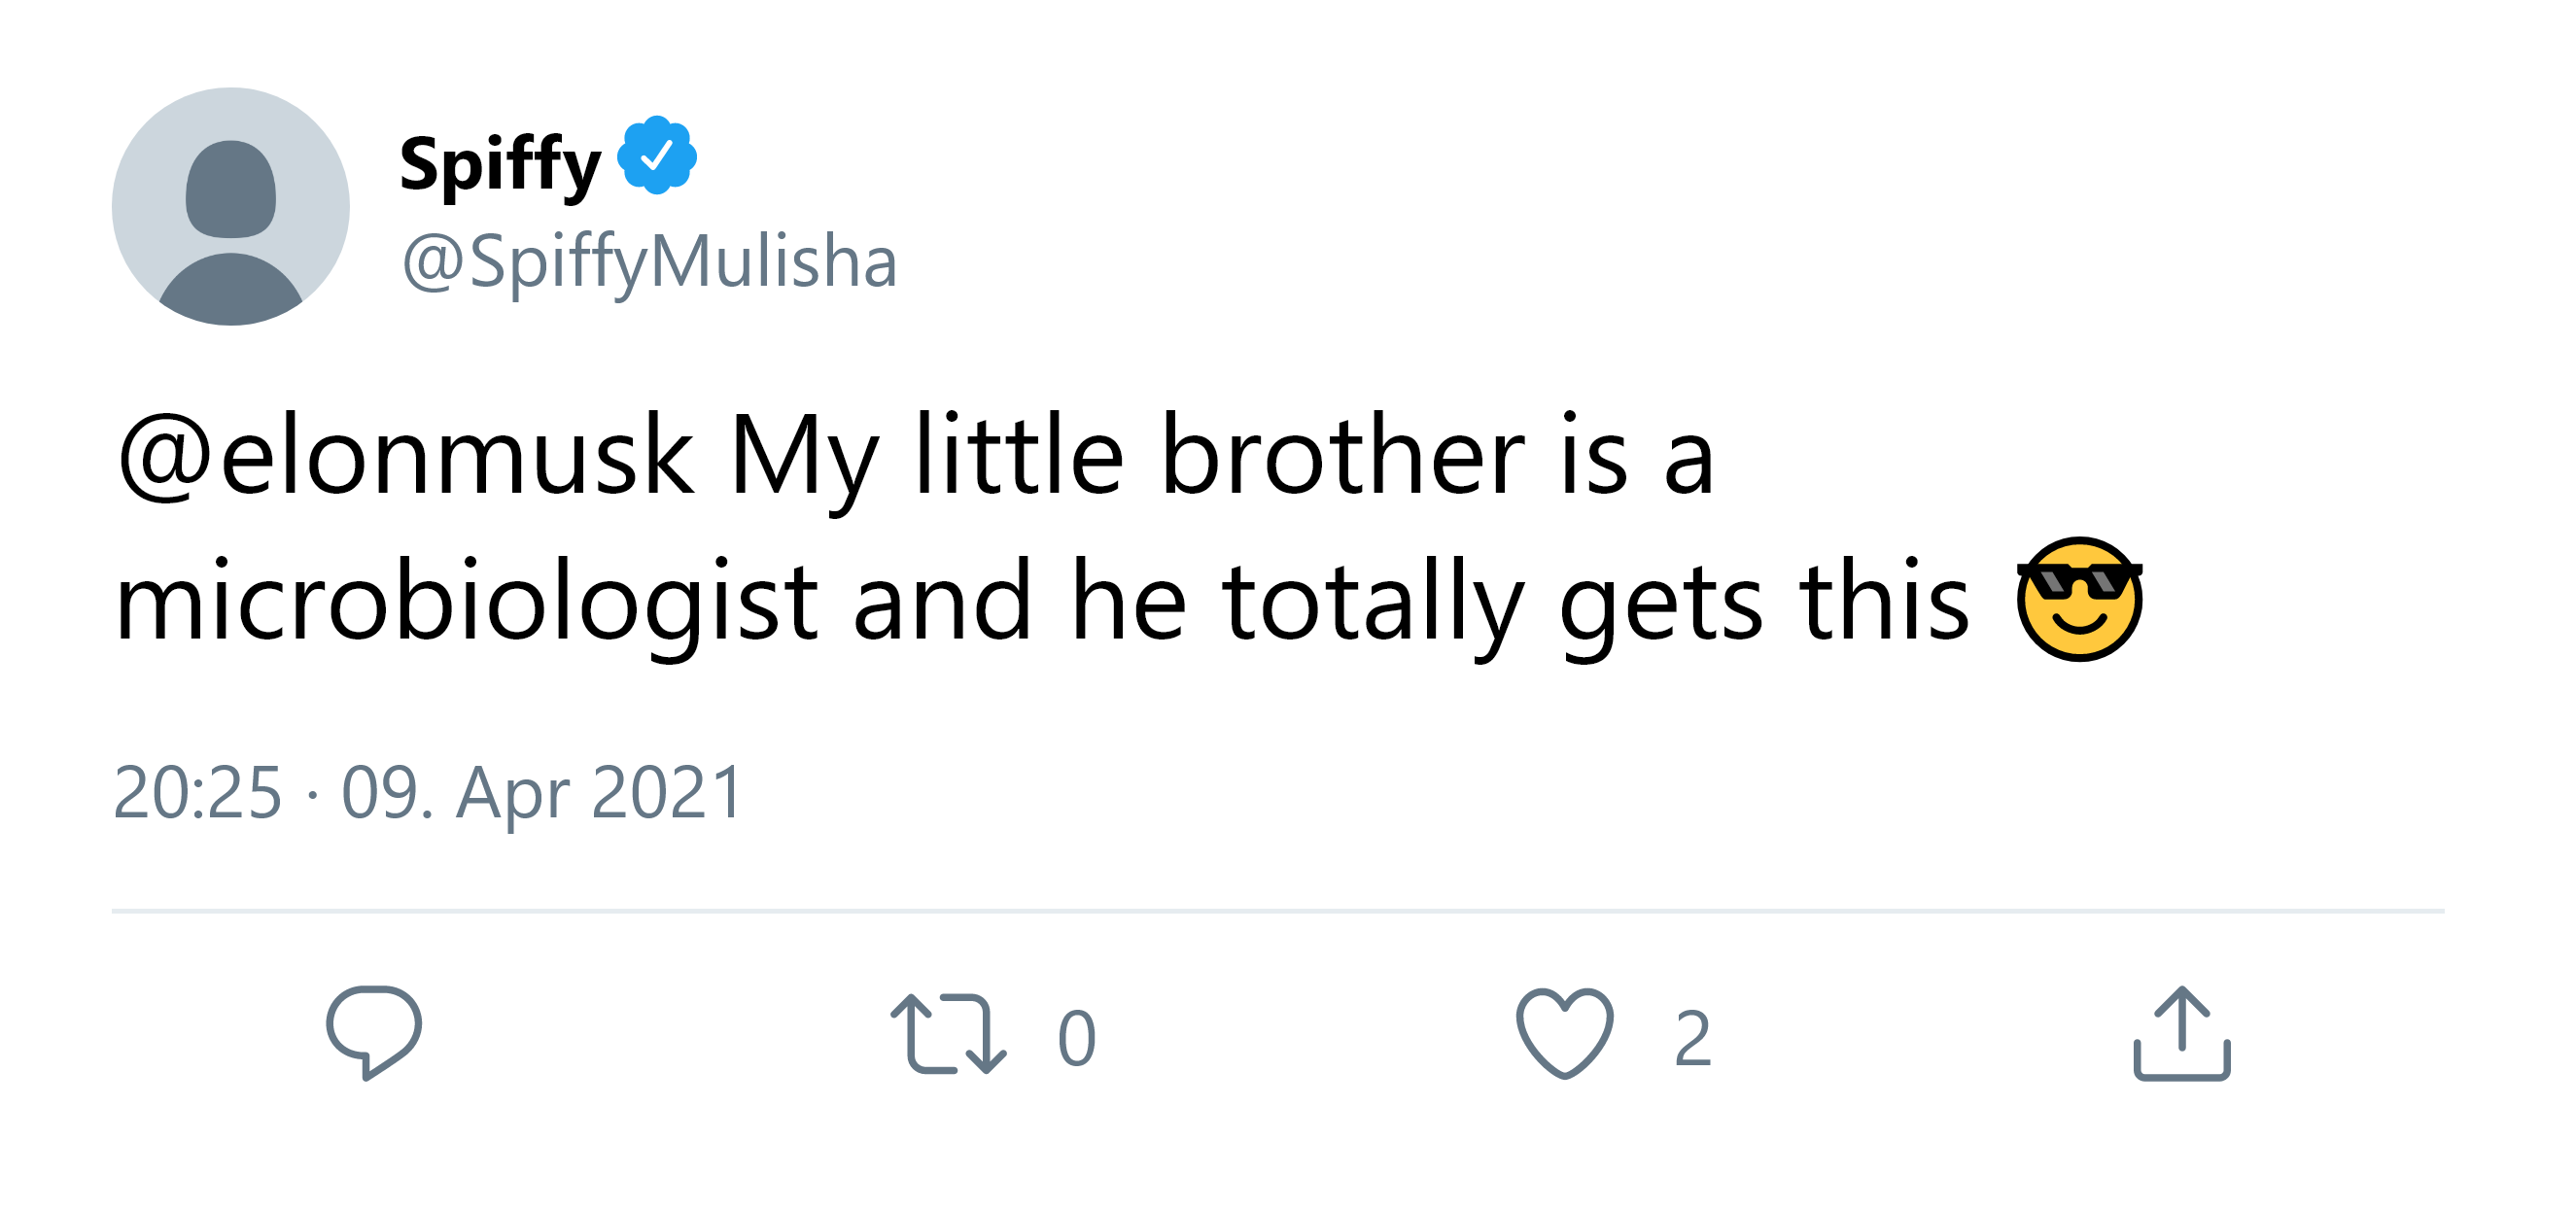 Spiffy
@SpiffyMulisha
@elonmusk My little brother is a
microbiologist and he totally gets this 😎
20:25 · 09. Apr 2021
0 2